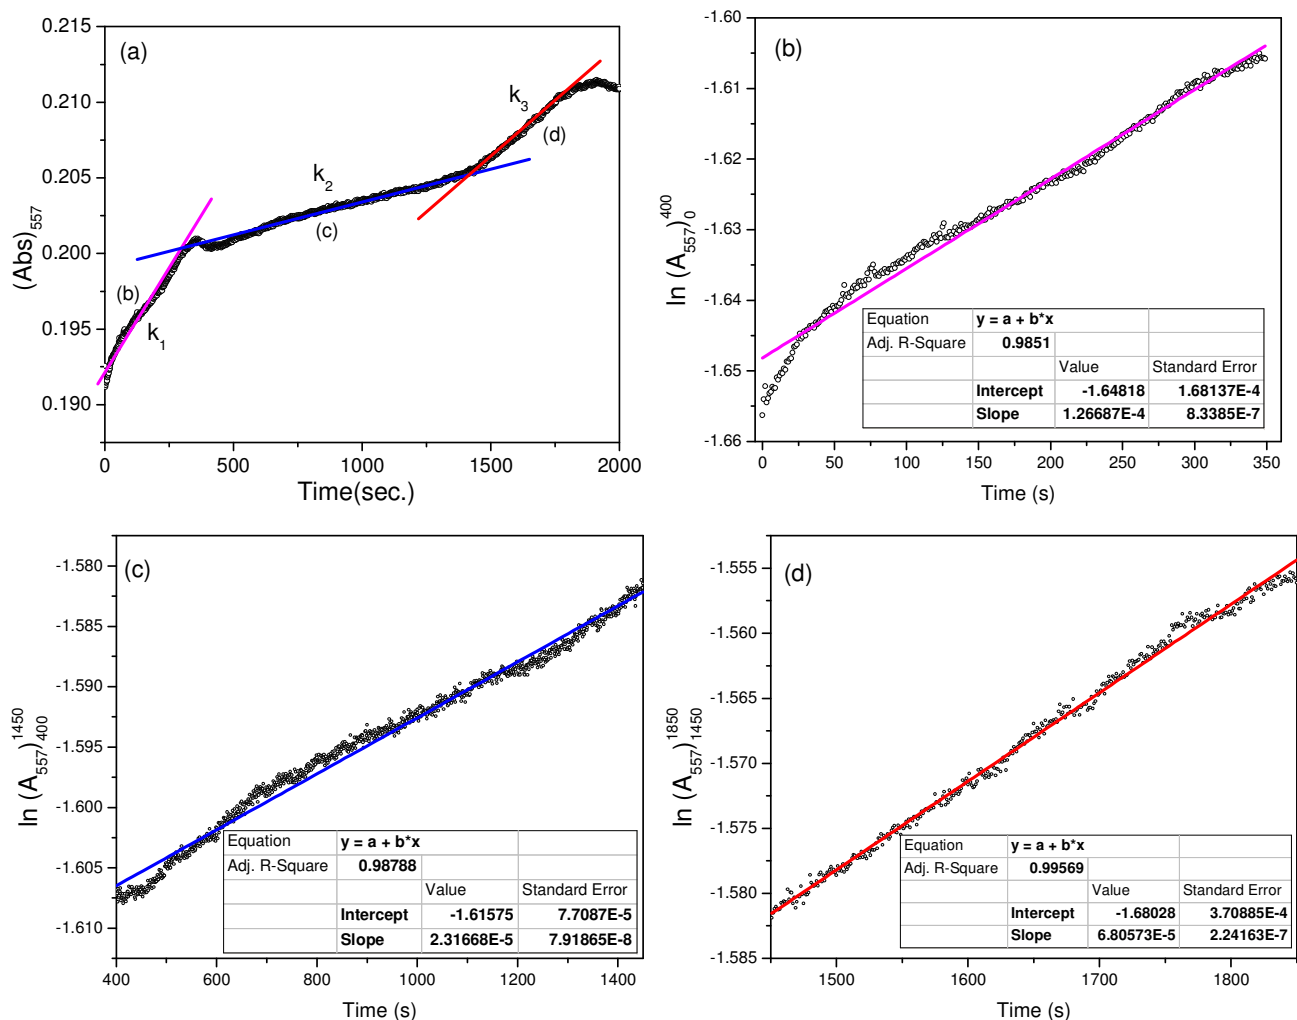 (a)
0.215
0.210
0.205
0.200
0.195
0.190
(Abs)557
k1
(b)
k2
(c)
k3
(d)
0 500 1000 1500 2000
Time(sec.)
(b)
-1.60
-1.61
-1.62
-1.63
-1.64
-1.65
-1.66
ln (A557)0^400
Equation y = a + b*x
Adj. R-Square 0.9851
Value Standard Error
Intercept -1.64818 1.68137E-4
Slope 1.26687E-4 8.3385E-7
0 50 100 150 200 250 300 350
Time (s)
(c)
-1.580
-1.585
-1.590
-1.595
-1.600
-1.605
-1.610
ln (A557)400^1450
Equation y = a + b*x
Adj. R-Square 0.98788
Value Standard Error
Intercept -1.61575 7.7087E-5
Slope 2.31668E-5 7.91865E-8
400 600 800 1000 1200 1400
Time (s)
(d)
-1.555
-1.560
-1.565
-1.570
-1.575
-1.580
-1.585
ln (A557)1450^1850
Equation y = a + b*x
Adj. R-Square 0.99569
Value Standard Error
Intercept -1.68028 3.70885E-4
Slope 6.80573E-5 2.24163E-7
1500 1600 1700 1800
Time (s)